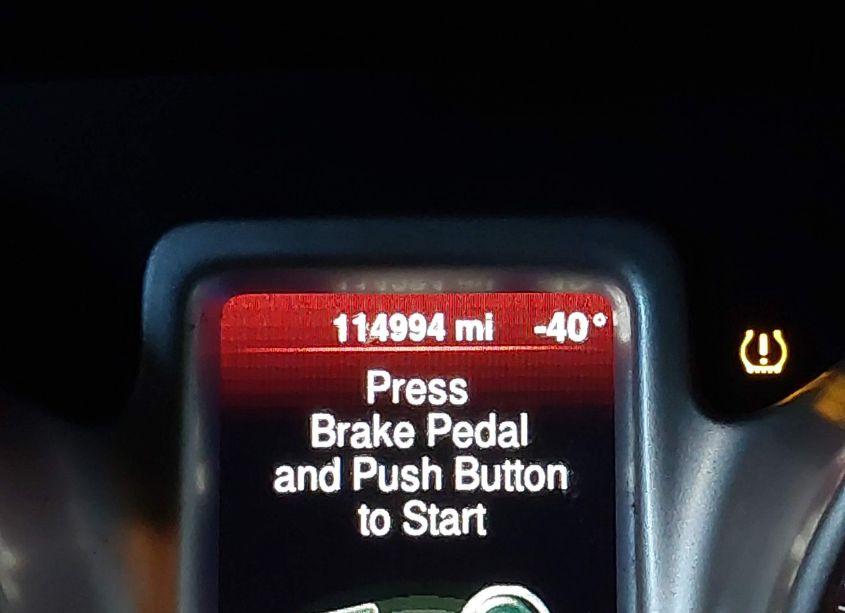 114994 mi -40°
Press
Brake Pedal
and Push Button
to Start